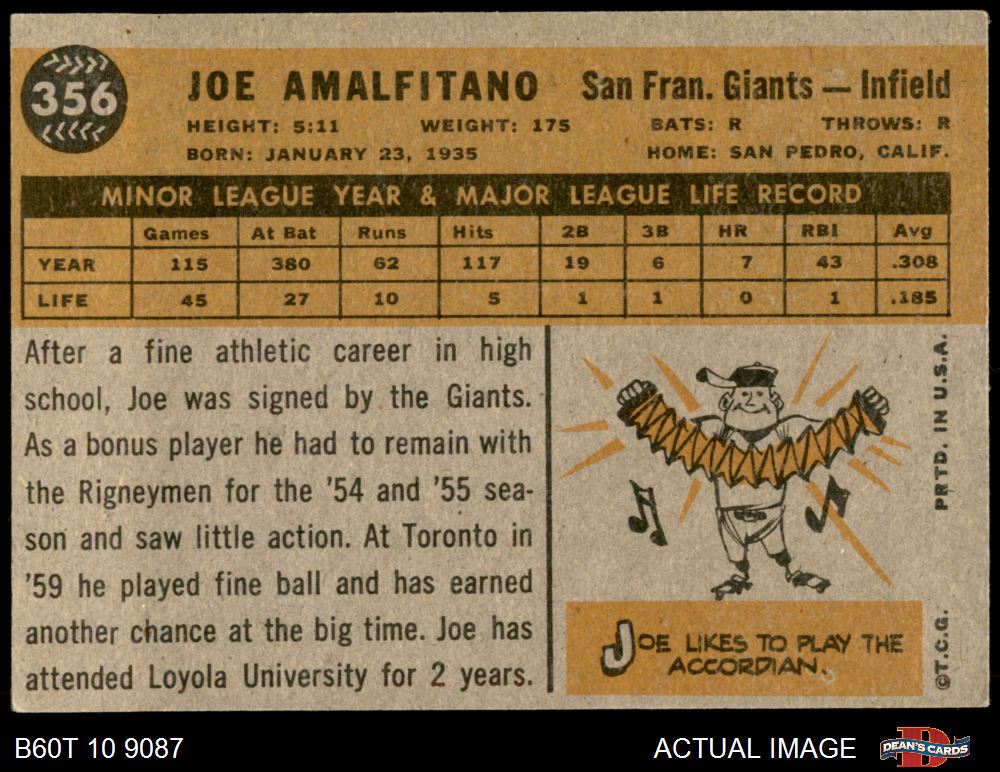 356
JOE AMALFITANO San Fran. Giants — Infield
HEIGHT: 5:11 WEIGHT: 175 BATS: R THROWS: R
BORN: JANUARY 23, 1935 HOME: SAN PEDRO, CALIF.
MINOR LEAGUE YEAR & MAJOR LEAGUE LIFE RECORD
Games At Bat Runs Hits 2B 3B HR RBI Avg
YEAR 115 380 62 117 19 6 7 43 .308
LIFE 45 27 10 5 1 1 0 1 .185
After a fine athletic career in high
school, Joe was signed by the Giants.
As a bonus player he had to remain with
the Rigneymen for the '54 and '55 sea-
son and saw little action. At Toronto in
'59 he played fine ball and has earned
another chance at the big time. Joe has
attended Loyola University for 2 years.
JOE LIKES TO PLAY THE
ACCORDIAN.
©T.C.G. PRTD. IN U.S.A.
B60T 10 9087 ACTUAL IMAGE DEAN'S CARDS